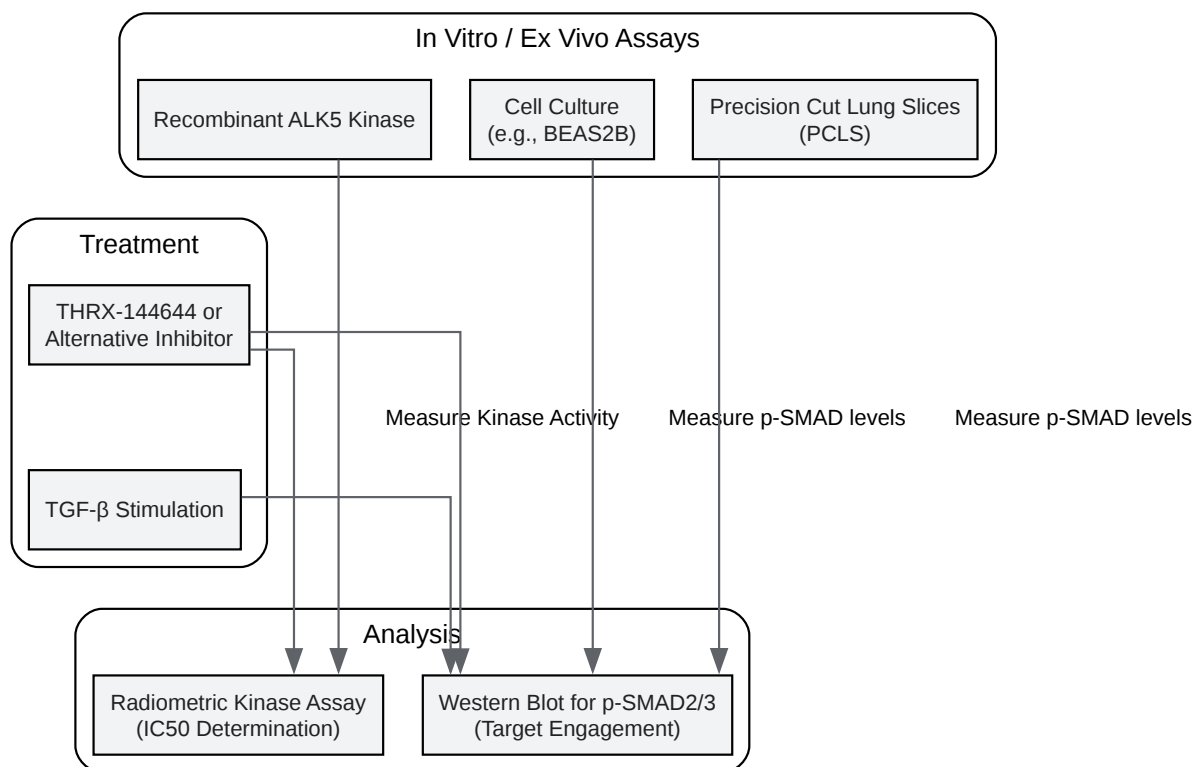 In Vitro / Ex Vivo Assays
Recombinant ALK5 Kinase
Cell Culture
(e.g., BEAS2B)
Precision Cut Lung Slices
(PCLS)
Treatment
THRX-144644 or
Alternative Inhibitor
Measure Kinase Activity
Measure p-SMAD levels
Measure p-SMAD levels
TGF-β Stimulation
Analysis
Radiometric Kinase Assay
(IC50 Determination)
Western Blot for p-SMAD2/3
(Target Engagement)